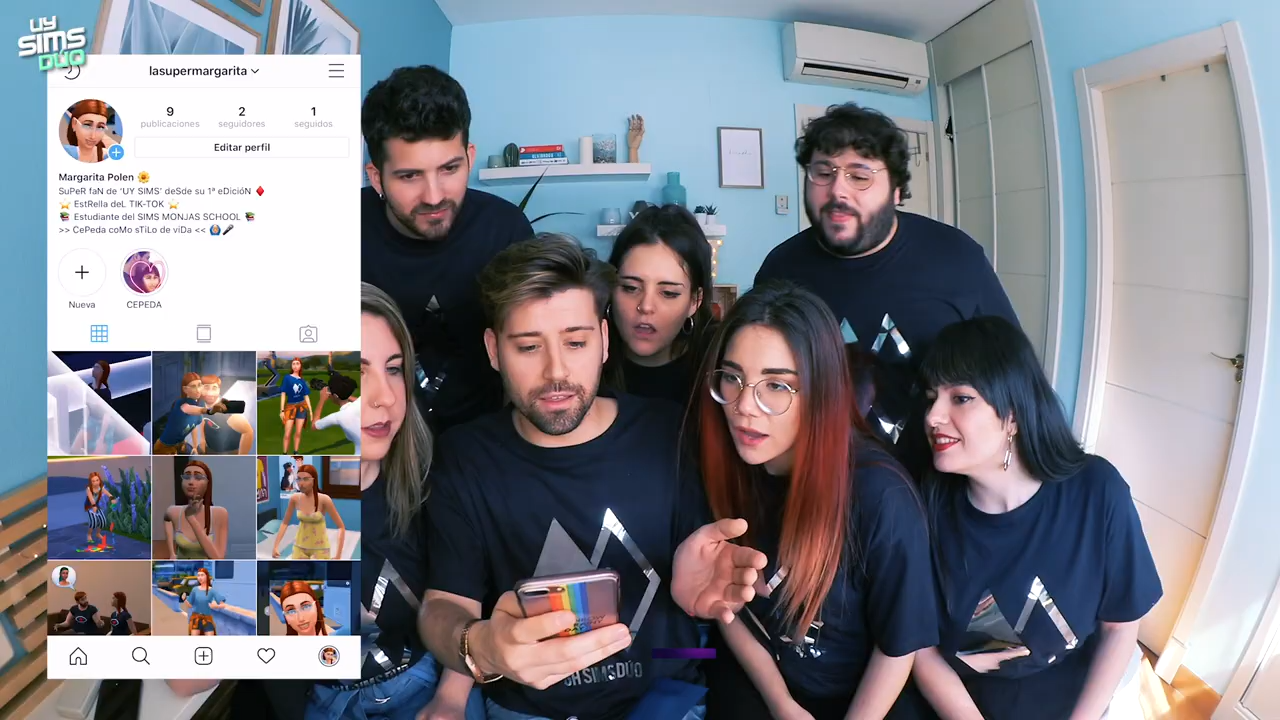 UY
SIMS
DÚO
lasupermargarita
9
publicaciones
2
seguidores
1
seguidos
Editar perfil
Margarita Polen
SuPeR faN de 'UY SIMS' deSde su 1ª eDicióN
EstRella deL TIK-TOK
Estudiante del SIMS MONJAS SCHOOL
>> CePeda coMo sTiLo de viDa <<
Nueva
CEPEDA